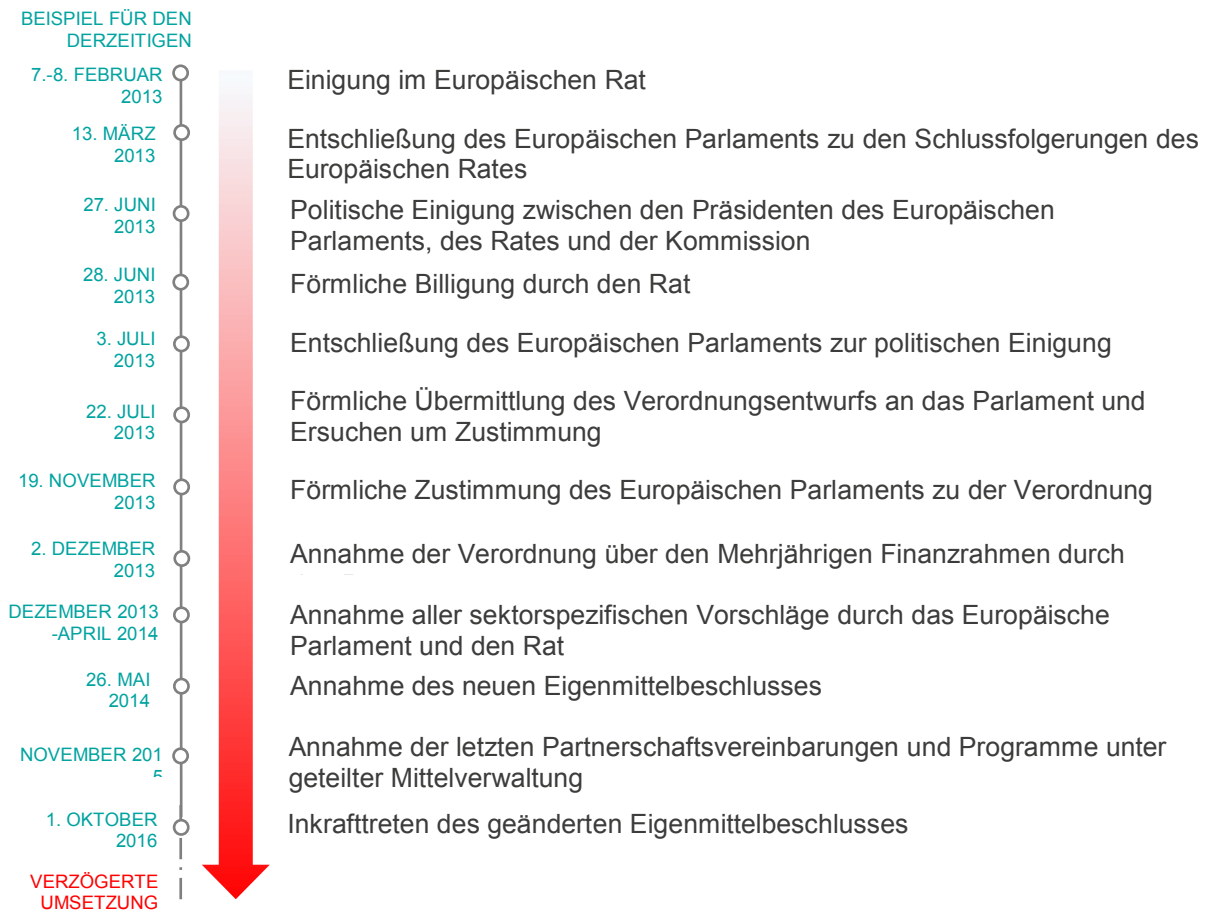 BEISPIEL FÜR DEN
DERZEITIGEN
7.-8. FEBRUAR
2013
Einigung im Europäischen Rat
13. MÄRZ
2013
Entschließung des Europäischen Parlaments zu den Schlussfolgerungen des
Europäischen Rates
27. JUNI
2013
Politische Einigung zwischen den Präsidenten des Europäischen
Parlaments, des Rates und der Kommission
28. JUNI
2013
Förmliche Billigung durch den Rat
3. JULI
2013
Entschließung des Europäischen Parlaments zur politischen Einigung
22. JULI
2013
Förmliche Übermittlung des Verordnungsentwurfs an das Parlament und
Ersuchen um Zustimmung
19. NOVEMBER
2013
Förmliche Zustimmung des Europäischen Parlaments zu der Verordnung
2. DEZEMBER
2013
Annahme der Verordnung über den Mehrjährigen Finanzrahmen durch
DEZEMBER 2013
-APRIL 2014
Annahme aller sektorspezifischen Vorschläge durch das Europäische
Parlament und den Rat
26. MAI
2014
Annahme des neuen Eigenmittelbeschlusses
NOVEMBER 201
5
Annahme der letzten Partnerschaftsvereinbarungen und Programme unter
geteilter Mittelverwaltung
1. OKTOBER
2016
Inkrafttreten des geänderten Eigenmittelbeschlusses
VERZÖGERTE
UMSETZUNG